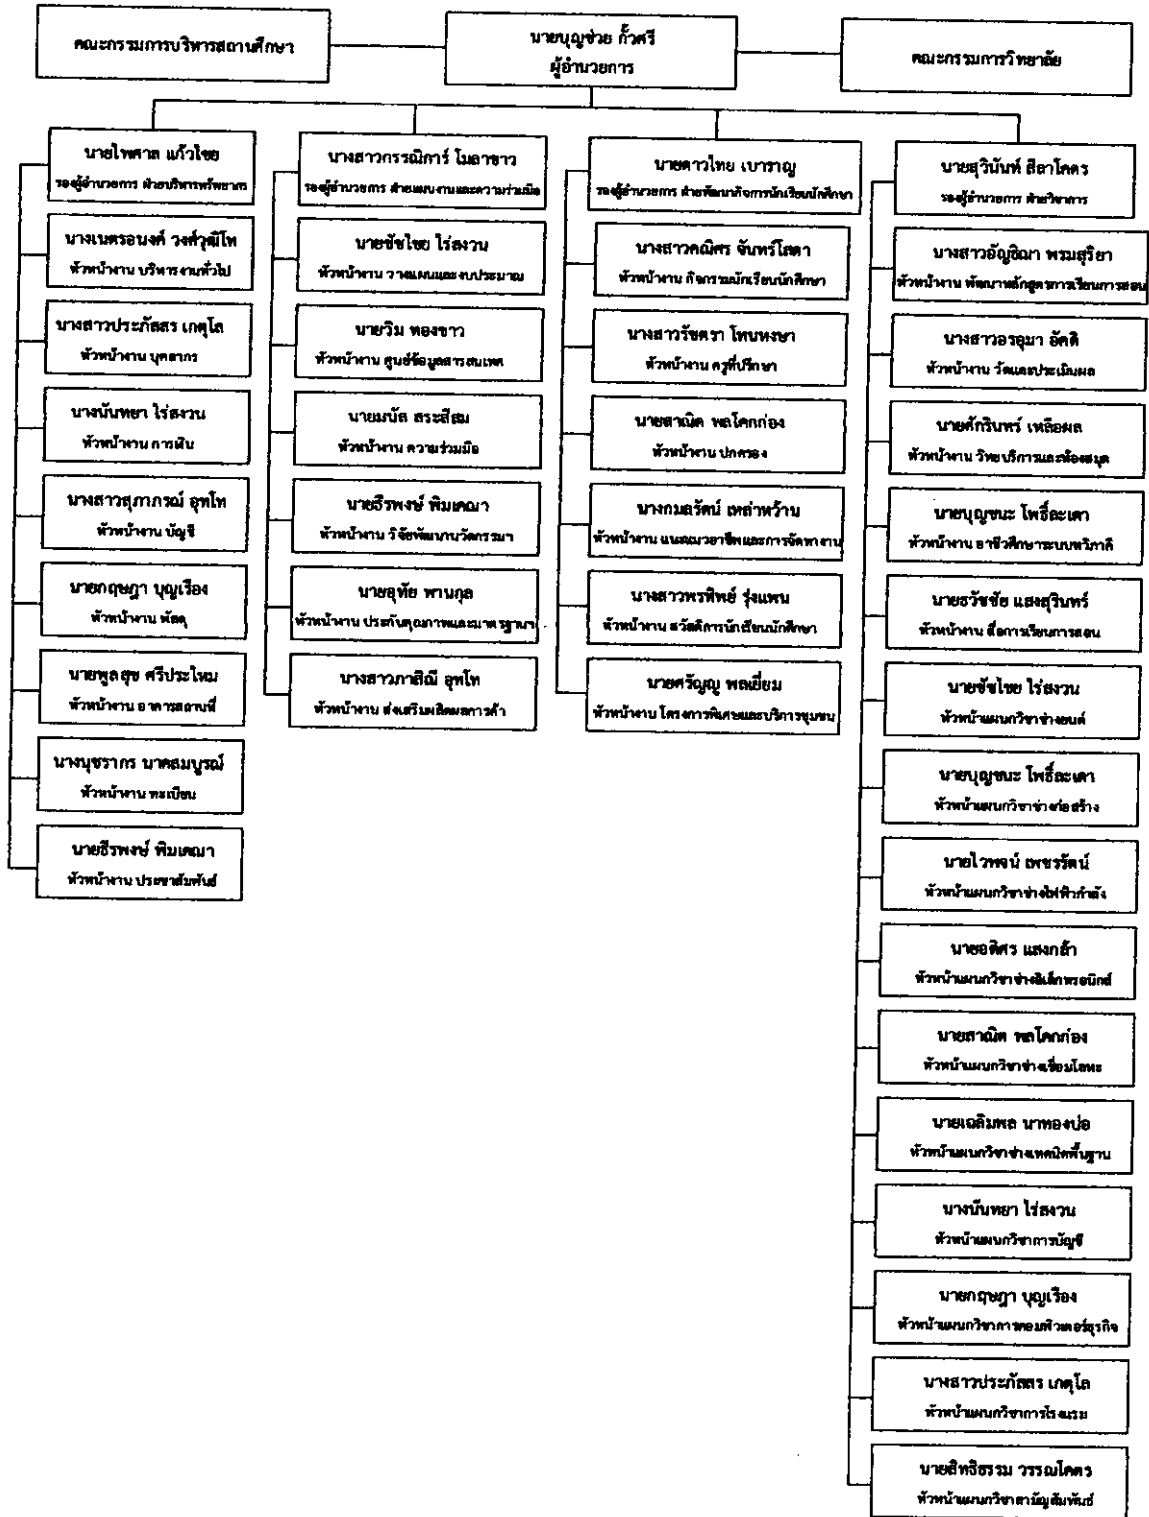 คณะกรรมการบริหารสถานศึกษา
นายบุญช่วย กั้วศรี
ผู้อำนวยการ
คณะกรรมการวิทยาลัย
นายไพศาล แก้วไชย
รองผู้อำนวยการ ฝ่ายบริหารทรัพยากร
นางเนตรอนงค์ วงศ์วุฒิโท
หัวหน้างาน บริหารงานทั่วไป
นางสาวประภัสสร เกตุโล
หัวหน้างาน บุคลากร
นางนันทยา ไร่สงวน
หัวหน้างาน การเงิน
นางสาวสุภาภรณ์ อุทโท
หัวหน้างาน บัญชี
นายกฤษฎา บุญเรือง
หัวหน้างาน พัสดุ
นายพูลสุข ศรีประไหม
หัวหน้างาน อาคารสถานที่
นางนุชรากร นาคสมบูรณ์
หัวหน้างาน ทะเบียน
นายธีรพงษ์ พิมเคณา
หัวหน้างาน ประชาสัมพันธ์
นางสาวกรรณิการ์ โมลาขาว
รองผู้อำนวยการ ฝ่ายแผนงานและความร่วมมือ
นายชัชไชย ไร่สงวน
หัวหน้างาน วางแผนและงบประมาณ
นายวิม ทองขาว
หัวหน้างาน ศูนย์ข้อมูลสารสนเทศ
นายมนัส สระสีสม
หัวหน้างาน ความร่วมมือ
นายธีรพงษ์ พิมเคณา
หัวหน้างาน วิจัยพัฒนานวัตกรรมฯ
นายอุทัย พานกุล
หัวหน้างาน ประกันคุณภาพและมาตรฐานฯ
นางสาวภาสิณี อุทโท
หัวหน้างาน ส่งเสริมผลิตผลการค้า
นายดาวไทย เบาราญ
รองผู้อำนวยการ ฝ่ายพัฒนากิจการนักเรียนนักศึกษา
นางสาวคณิศร จันทร์โสดา
หัวหน้างาน กิจกรรมนักเรียนนักศึกษา
นางสาวรัชตรา โทนหงษา
หัวหน้างาน ครูที่ปรึกษา
นายสาณิต พลโคกก่อง
หัวหน้างาน ปกครอง
นางกมลรัตน์ เหล่าหว้าน
หัวหน้างาน แนะแนวอาชีพและการจัดหางาน
นางสาวพรทิพย์ รุ่งแพน
หัวหน้างาน สวัสดิการนักเรียนนักศึกษา
นายศรัญญู พลเยี่ยม
หัวหน้างาน โครงการพิเศษและบริการชุมชน
นายสุวินันท์ สีลาโคตร
รองผู้อำนวยการ ฝ่ายวิชาการ
นางสาวอัญชิฌา พรมสุริยา
หัวหน้างาน พัฒนาหลักสูตรการเรียนการสอน
นางสาวอรอุมา อัคติ
หัวหน้างาน วัดและประเมินผล
นายศักรินทร์ เหลือผล
หัวหน้างาน วิทยบริการและห้องสมุด
นายบุญชนะ โพธิ์ละเดา
หัวหน้างาน อาชีวศึกษาระบบทวิภาคี
นายธวัชชัย แสงสุรินทร์
หัวหน้างาน สื่อการเรียนการสอน
นายชัชไชย ไร่สงวน
หัวหน้าแผนกวิชาช่างยนต์
นายบุญชนะ โพธิ์ละเดา
หัวหน้าแผนกวิชาช่างก่อสร้าง
นายไวพจน์ เพชรรัตน์
หัวหน้าแผนกวิชาช่างไฟฟ้ากำลัง
นายอดิศร แสงกล้า
หัวหน้าแผนกวิชาช่างอิเล็กทรอนิกส์
นายสาณิต พลโคกก่อง
หัวหน้าแผนกวิชาช่างเชื่อมโลหะ
นายเฉลิมพล นาทองบ่อ
หัวหน้าแผนกวิชาช่างเทคนิคพื้นฐาน
นางนันทยา ไร่สงวน
หัวหน้าแผนกวิชาการบัญชี
นายกฤษฎา บุญเรือง
หัวหน้าแผนกวิชาการคอมพิวเตอร์ธุรกิจ
นางสาวประภัสสร เกตุโล
หัวหน้าแผนกวิชาการโรงแรม
นายสิทธิธรรม วรรณโคตร
หัวหน้าแผนกวิชาสามัญสัมพันธ์